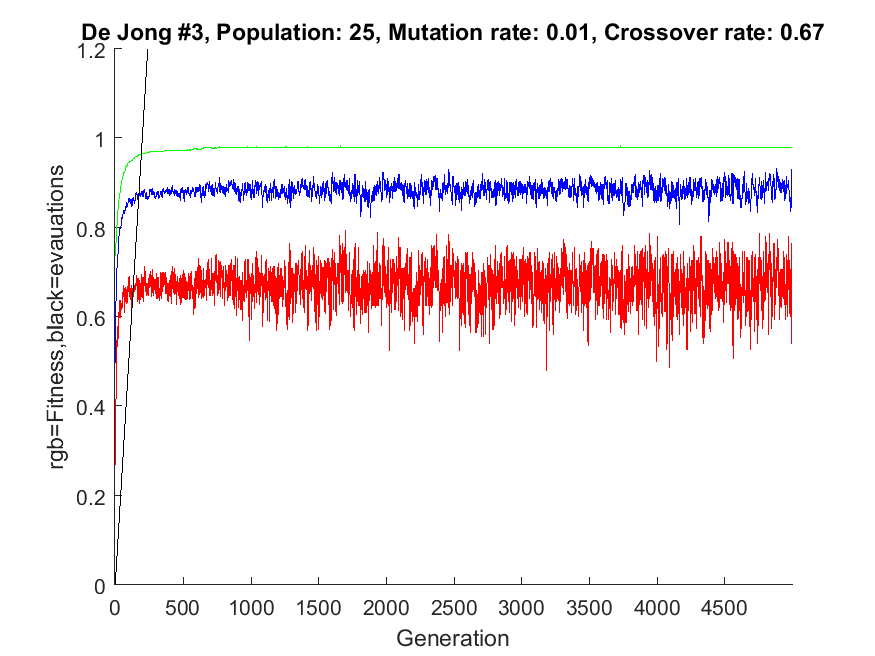 De Jong #3, Population: 25, Mutation rate: 0.01, Crossover rate: 0.67
rgb=Fitness,black=evauations
1.2
1
0.8
0.6
0.4
0.2
0
0 500 1000 1500 2000 2500 3000 3500 4000 4500
Generation